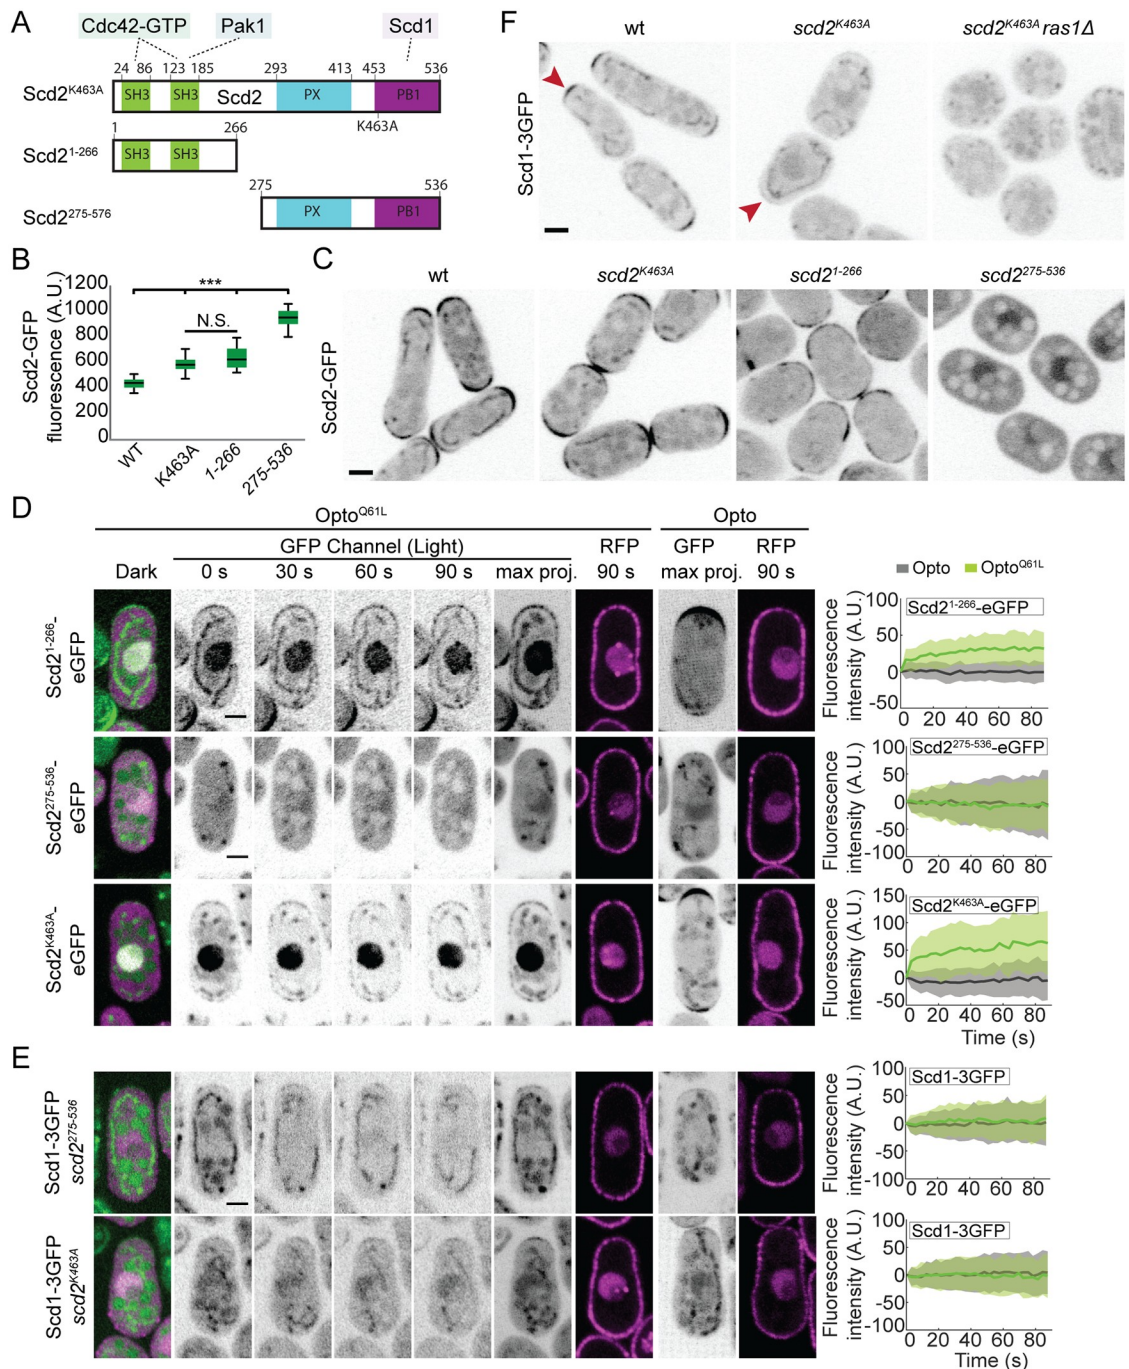 A
Cdc42-GTP Pak1 Scd1
24 86 123 185 293 413 453 536
Scd2K463A SH3 SH3 Scd2 PX PB1
K463A
1 266
Scd21-266 SH3 SH3
275 536
Scd2275-576 PX PB1
B
Scd2-GFP
fluorescence (A.U.)
1200
1000
800
600
400
200
0
***
N.S.
WT K463A 1-266 275-536
C
wt scd2K463A scd21-266 scd2275-536
Scd2-GFP
F
wt scd2K463A scd2K463A ras1Δ
Scd1-3GFP
D
OptoQ61L Opto
GFP Channel (Light) RFP GFP RFP
Dark 0 s 30 s 60 s 90 s max proj. 90 s max proj. 90 s
Opto OptoQ61L
Scd21-266-
eGFP
Fluorescence
intensity (A.U.)
Scd21-266-eGFP
100
50
0
-50
0 20 40 60 80
Scd2275-536-
eGFP
Fluorescence
intensity (A.U.)
Scd2275-536-eGFP
100
50
0
-50
-100
0 20 40 60 80
Scd2K463A-
eGFP
Fluorescence
intensity (A.U.)
Scd2K463A-eGFP
150
100
50
0
-50
0 20 40 60 80
Time (s)
E
Scd1-3GFP
scd2275-536
Fluorescence
intensity (A.U.)
Scd1-3GFP
100
50
0
-50
-100
0 20 40 60 80
Scd1-3GFP
scd2K463A
Fluorescence
intensity (A.U.)
Scd1-3GFP
100
50
0
-50
-100
0 20 40 60 80
Time (s)